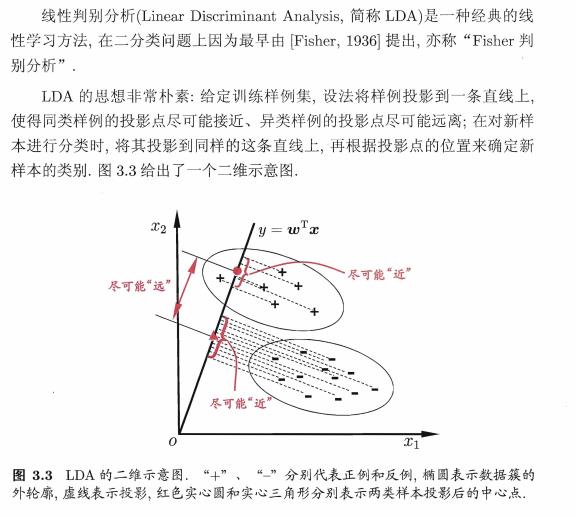 线性判别分析(Linear Discriminant Analysis, 简称 LDA)是一种经典的线
性学习方法, 在二分类问题上因为最早由 [Fisher, 1936] 提出, 亦称“Fisher 判
别分析”.
LDA 的思想非常朴素: 给定训练样例集, 设法将样例投影到一条直线上,
使得同类样例的投影点尽可能接近、异类样例的投影点尽可能远离; 在对新样
本进行分类时, 将其投影到同样的这条直线上, 再根据投影点的位置来确定新
样本的类别. 图 3.3 给出了一个二维示意图.
x₂
y = wᵀx
尽可能“远”
尽可能“近”
尽可能“近”
O
x₁
图 3.3 LDA 的二维示意图. “+”、“–”分别代表正例和反例, 椭圆表示数据簇的
外轮廓, 虚线表示投影, 红色实心圆和实心三角形分别表示两类样本投影后的中心点.